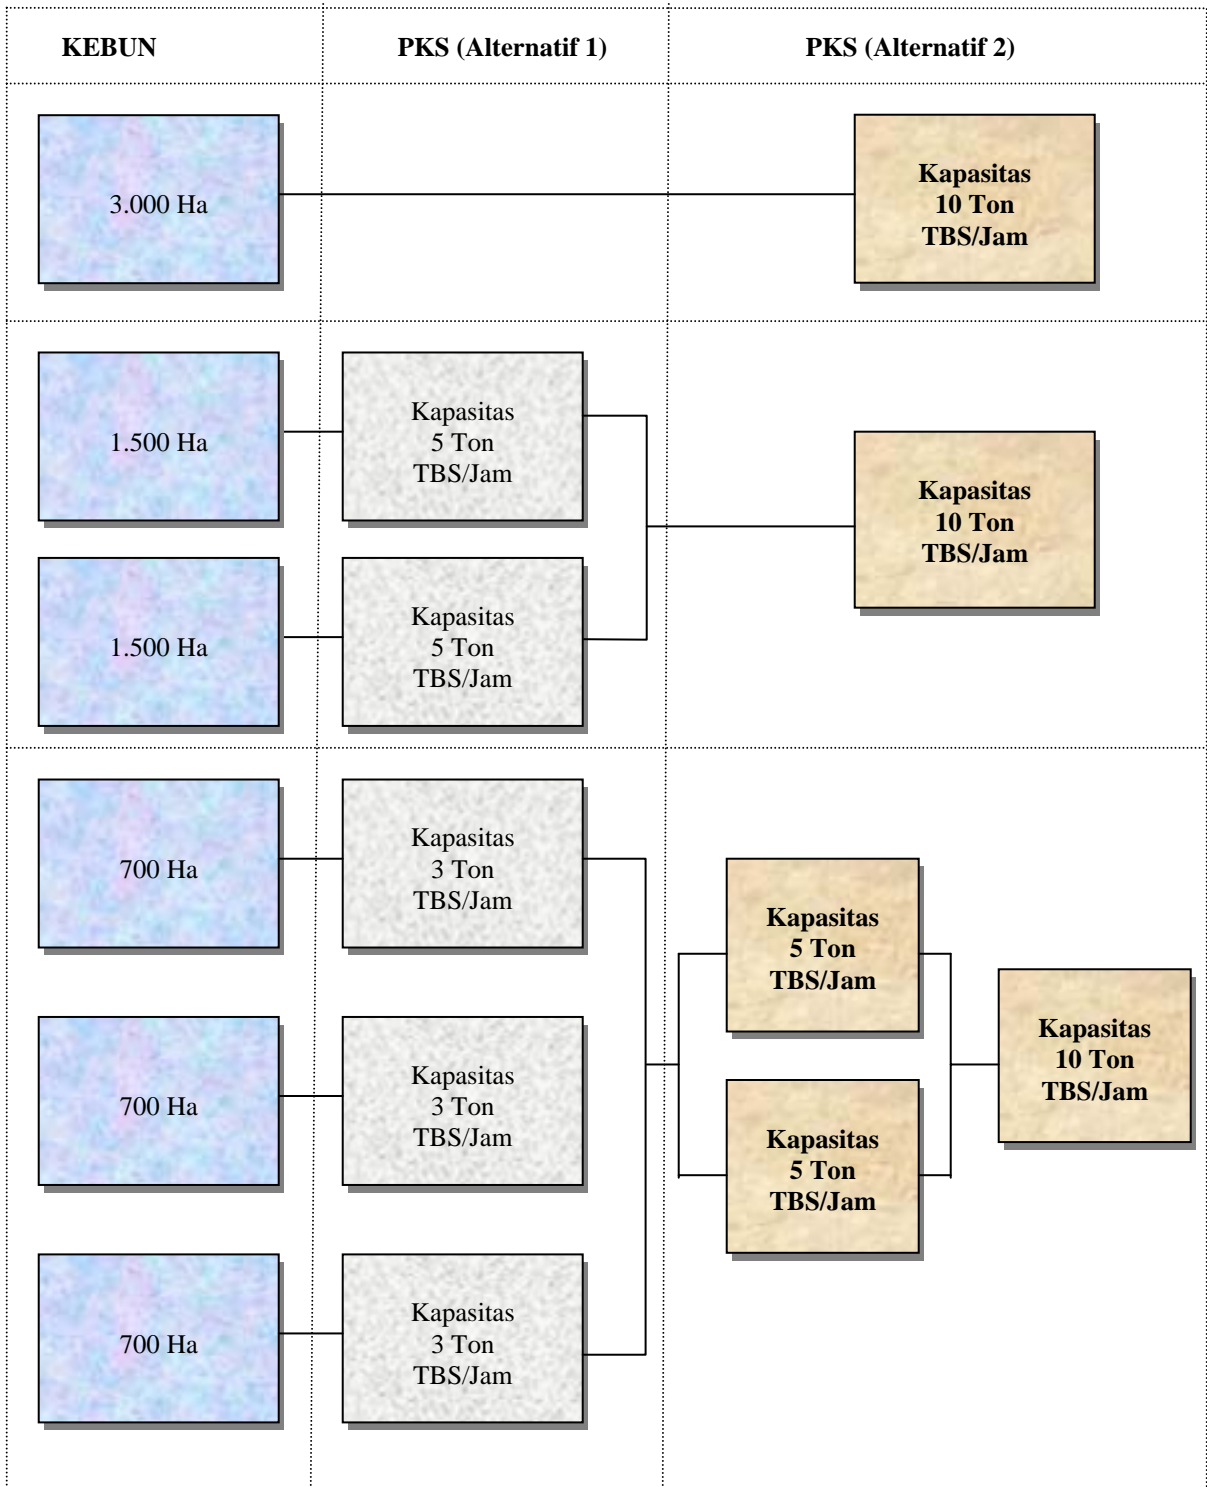 KEBUN
PKS (Alternatif 1)
PKS (Alternatif 2)
3.000 Ha
Kapasitas
10 Ton
TBS/Jam
1.500 Ha
Kapasitas
5 Ton
TBS/Jam
Kapasitas
10 Ton
TBS/Jam
1.500 Ha
Kapasitas
5 Ton
TBS/Jam
700 Ha
Kapasitas
3 Ton
TBS/Jam
Kapasitas
5 Ton
TBS/Jam
Kapasitas
10 Ton
TBS/Jam
700 Ha
Kapasitas
3 Ton
TBS/Jam
Kapasitas
5 Ton
TBS/Jam
700 Ha
Kapasitas
3 Ton
TBS/Jam